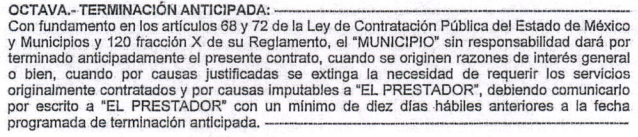 OCTAVA.- TERMINACIÓN ANTICIPADA: ----------
Con fundamento en los artículos 68 y 72 de la Ley de Contratación Pública del Estado de México
y Municipios y 120 fracción X de su Reglamento, el "MUNICIPIO" sin responsabilidad dará por
terminado anticipadamente el presente contrato, cuando se originen razones de interés general
o bien, cuando por causas justificadas se extinga la necesidad de requerir los servicios
originalmente contratados y por causas imputables a "EL PRESTADOR", debiendo comunicarlo
por escrito a "EL PRESTADOR" con un mínimo de diez días hábiles anteriores a la fecha
programada de terminación anticipada. ----------